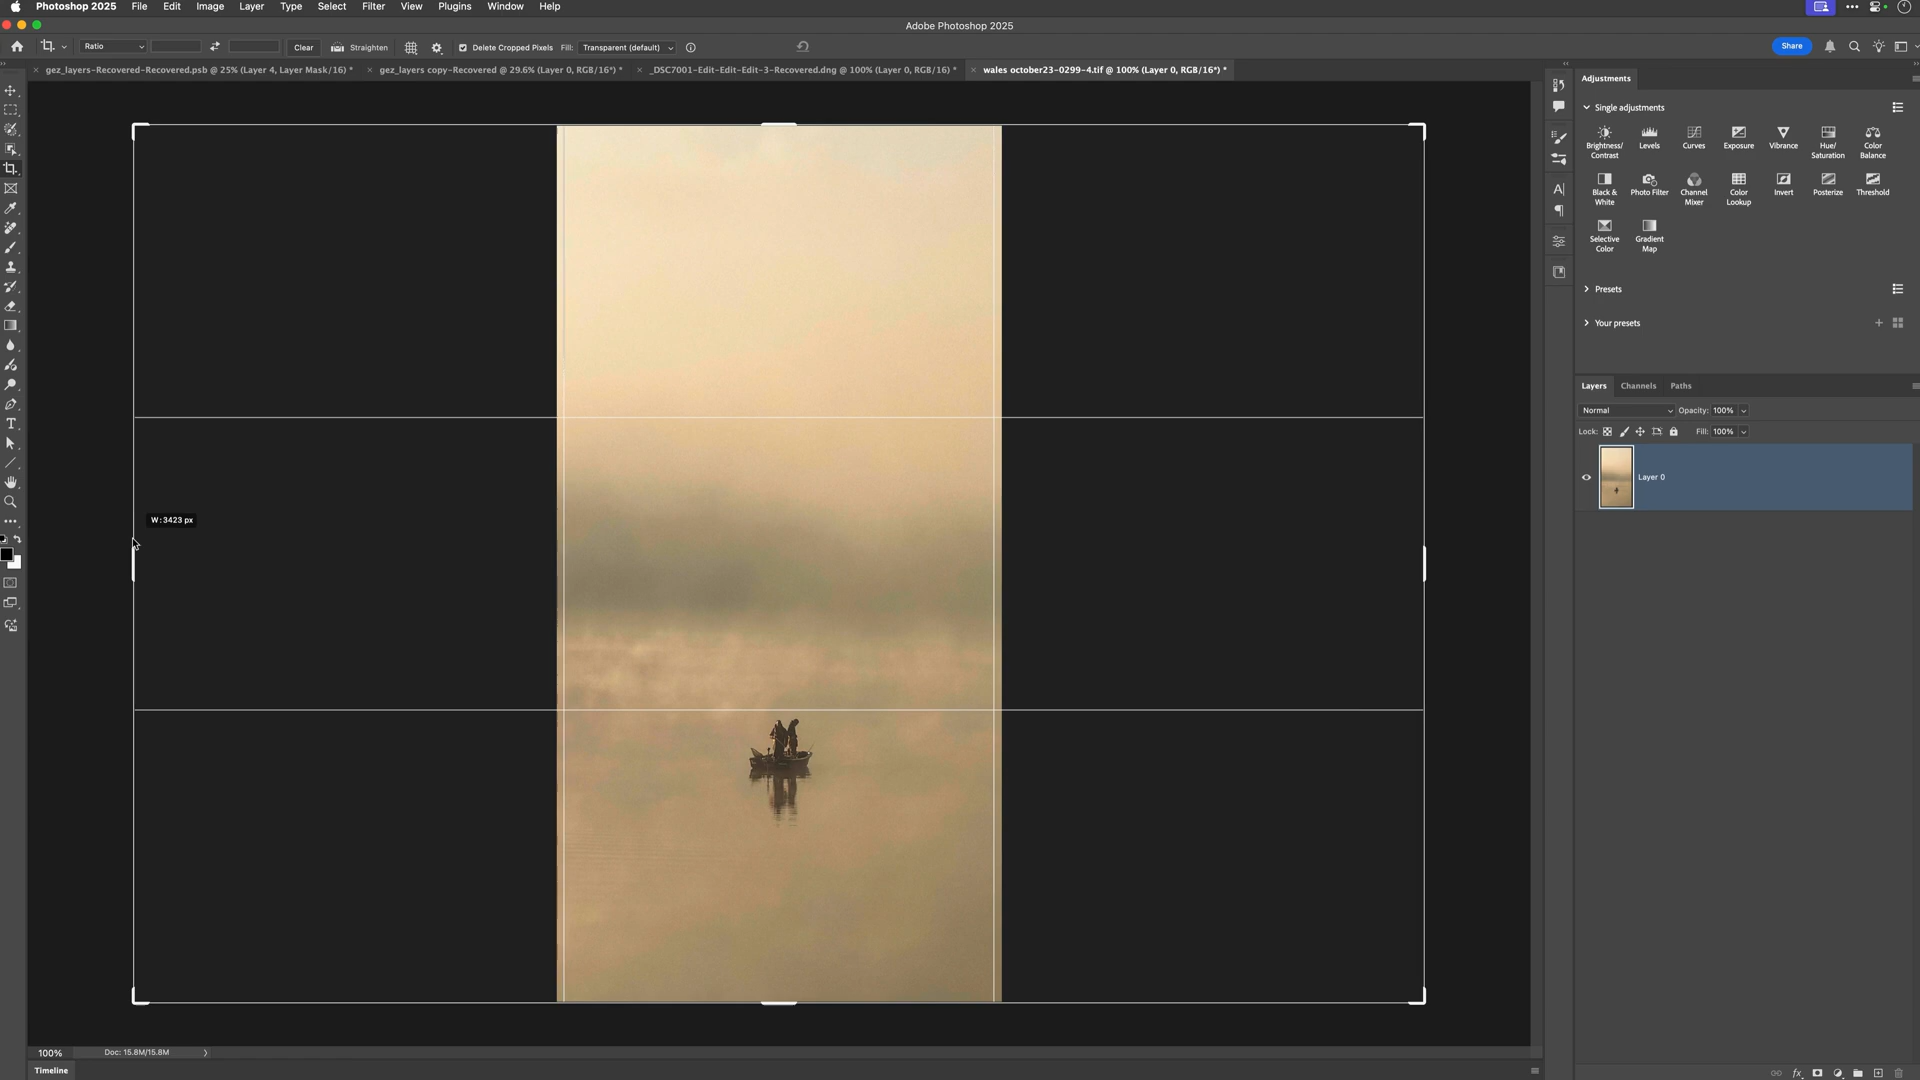 Photoshop 2025 File Edit Image Layer Type Select Filter View Plugins Window Help
Adobe Photoshop 2025
Ratio Clear Straighten Delete Cropped Pixels Fill: Transparent (default) Share
gez_layers-Recovered-Recovered.psb @ 25% (Layer 4, Layer Mask/16) * gez_layers copy-Recovered @ 29.6% (Layer 0, RGB/16*) * _DSC7001-Edit-Edit-Edit-3-Recovered.dng @ 100% (Layer 0, RGB/16) * wales october23-0299-4.tif @ 100% (Layer 0, RGB/16*) *
Adjustments
Single adjustments
Brightness/ Contrast Levels Curves Exposure Vibrance Hue/ Saturation Color Balance
Black & White Photo Filter Channel Mixer Color Lookup Invert Posterize Threshold
Selective Color Gradient Map
Presets
Your presets
Layers Channels Paths
Normal Opacity: 100%
Lock: Fill: 100%
Layer 0
W: 3423 px
100% Doc: 15.8M/15.8M
Timeline